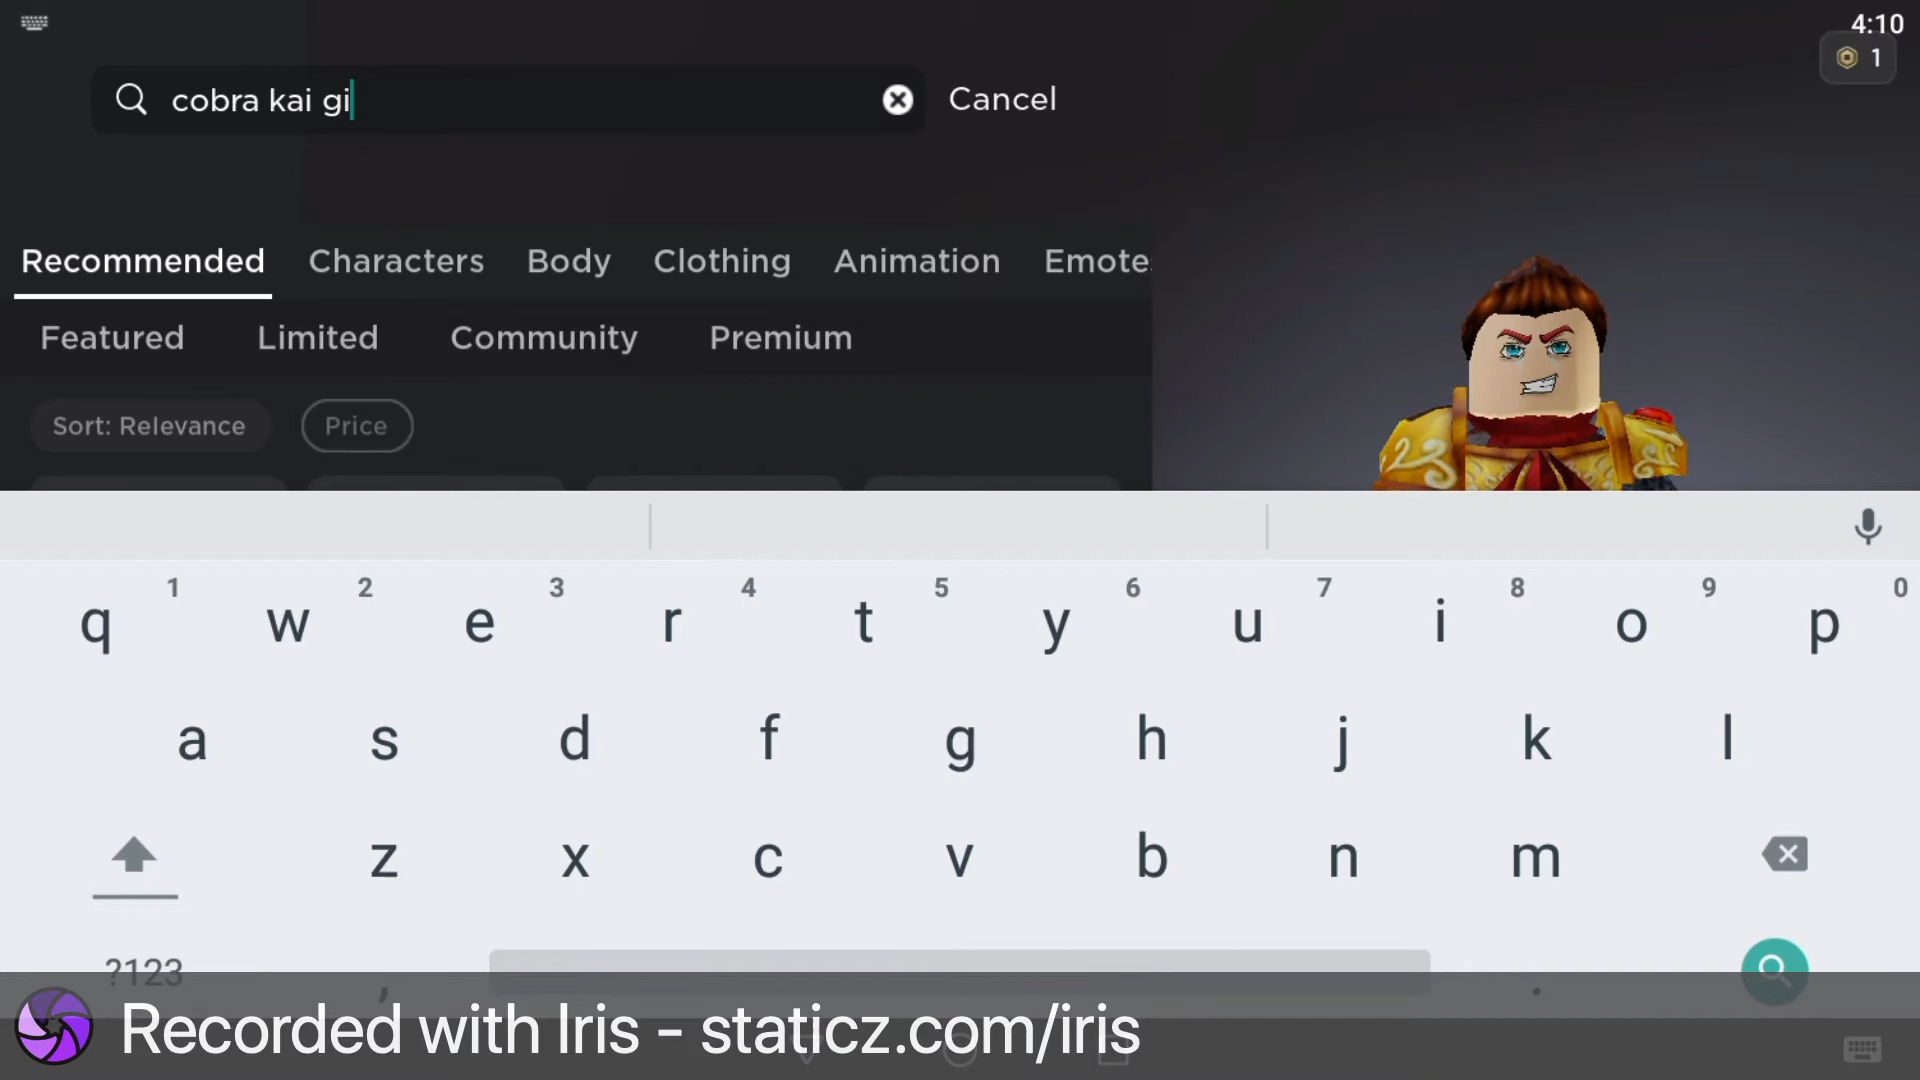 4:10
1
cobra kai gi
Cancel
Recommended Characters Body Clothing Animation Emotes
Featured Limited Community Premium
Sort: Relevance Price
1 2 3 4 5 6 7 8 9 0
q w e r t y u i o p
a s d f g h j k l
z x c v b n m
?123 , .
Recorded with Iris - staticz.com/iris